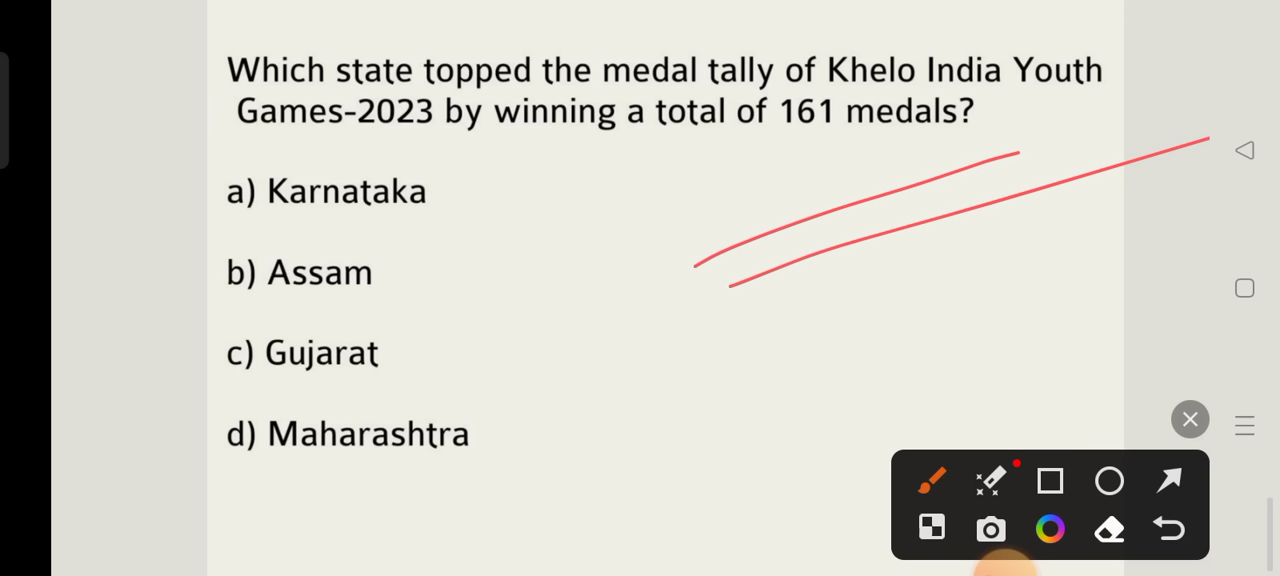 Which state topped the medal tally of Khelo India Youth
Games-2023 by winning a total of 161 medals?
a) Karnataka
b) Assam
c) Gujarat
d) Maharashtra